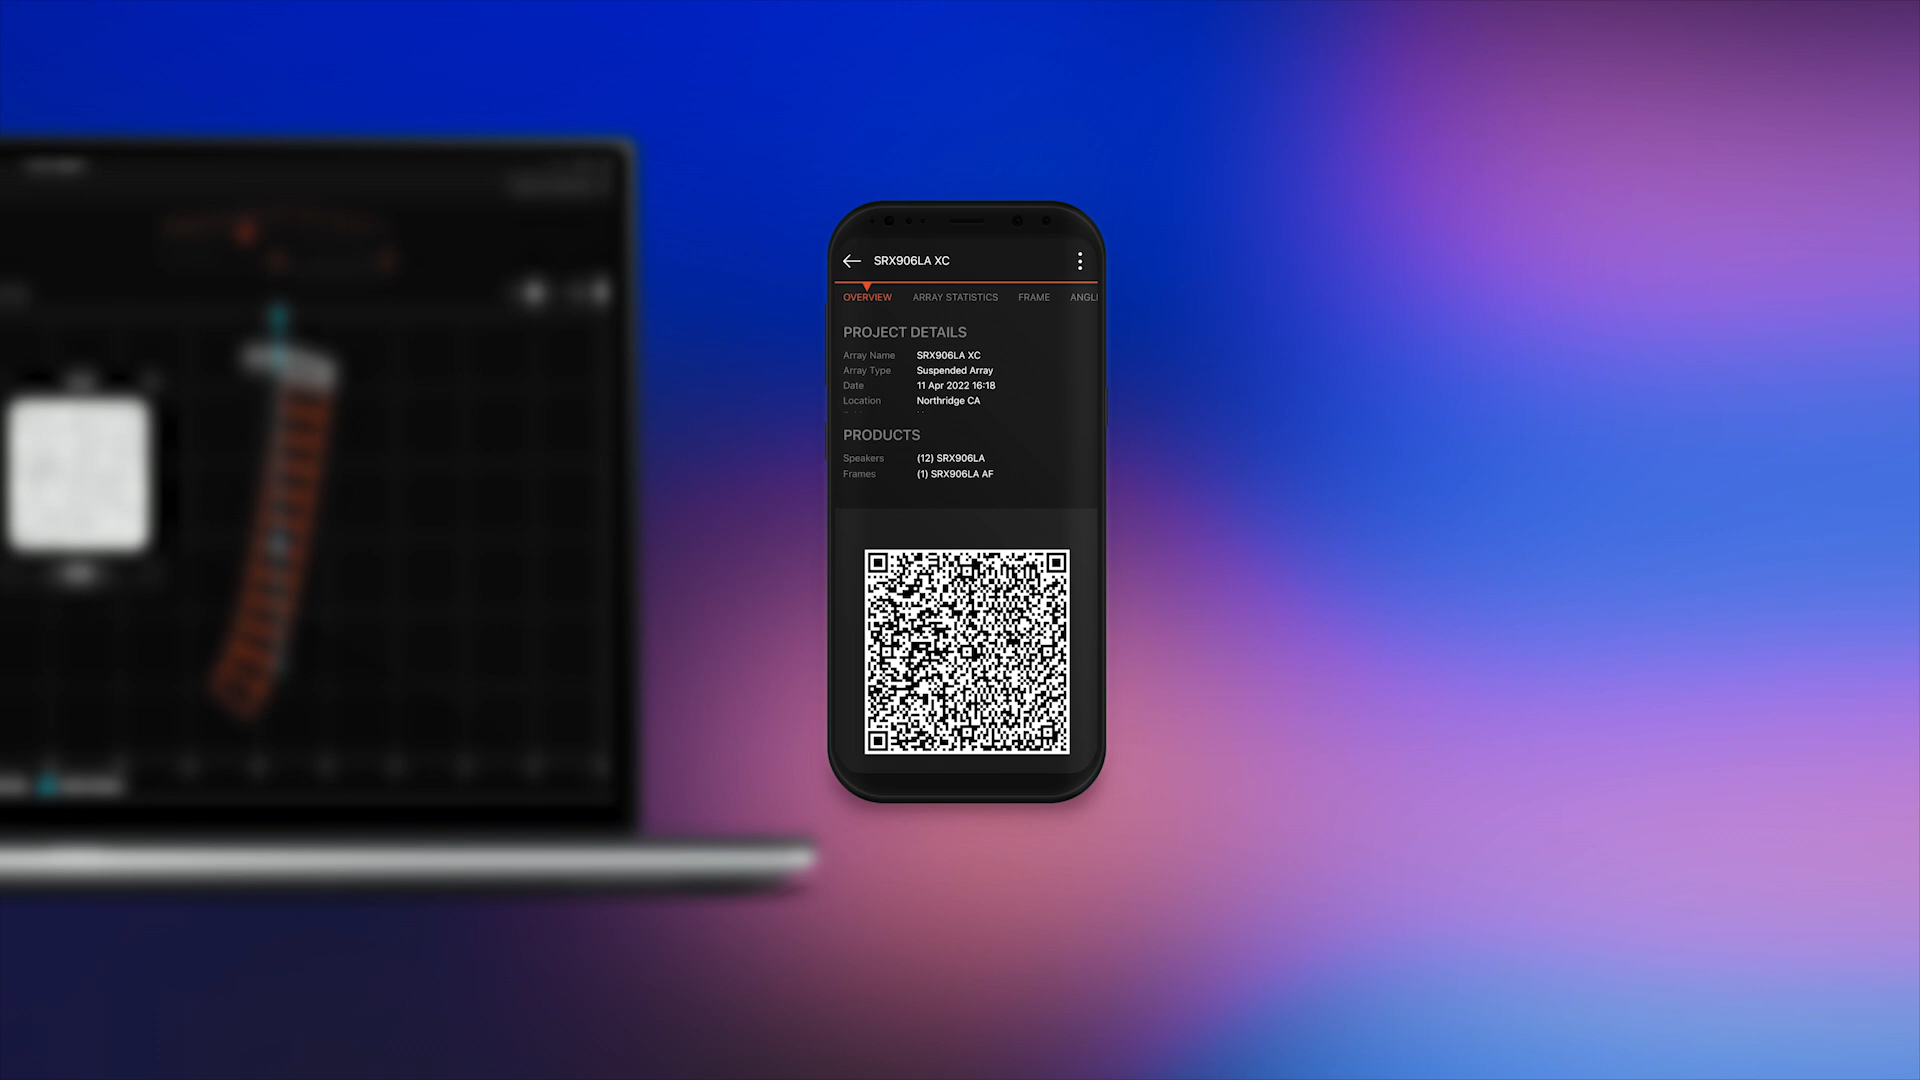 SRX906LA XC
OVERVIEW ARRAY STATISTICS FRAME ANGL
PROJECT DETAILS
Array Name SRX906LA XC
Array Type Suspended Array
Date 11 Apr 2022 16:18
Location Northridge CA
PRODUCTS
Speakers (12) SRX906LA
Frames (1) SRX906LA AF